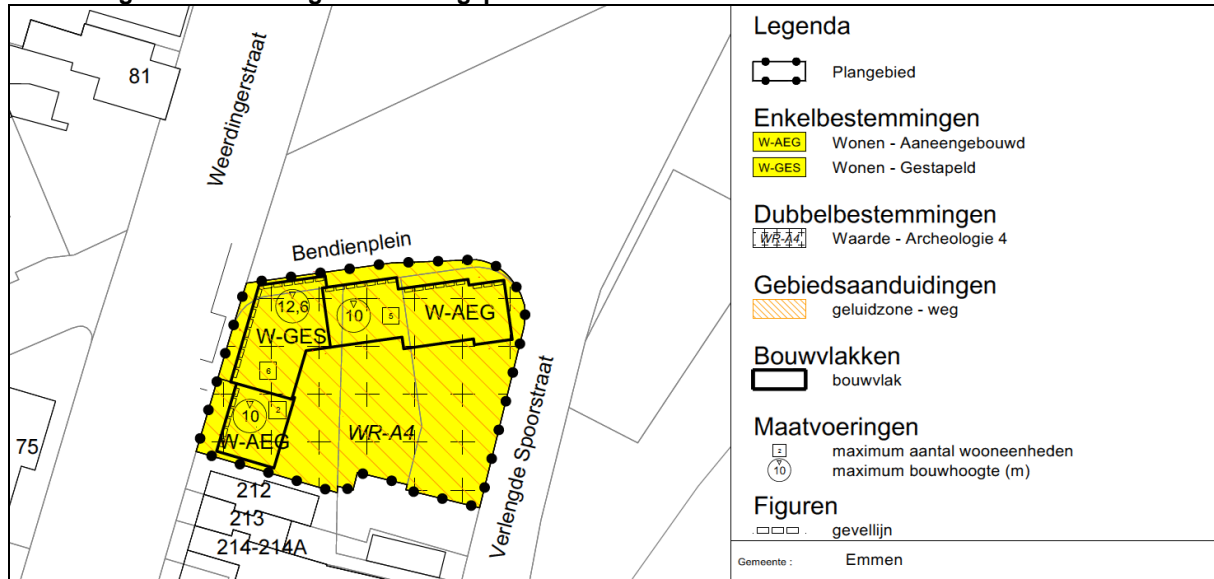 81
Weerdingerstraat
Bendienplein
12,6
W-GES
10
5
W-AEG
6
10
2
W-AEG
WR-A4
75
212
213
214-214A
Verlengde Spoorstraat
Legenda
Plangebied
Enkelbestemmingen
W-AEG Wonen - Aaneengebouwd
W-GES Wonen - Gestapeld
Dubbelbestemmingen
WR-A4 Waarde - Archeologie 4
Gebiedsaanduidingen
geluidzone - weg
Bouwvlakken
bouwvlak
Maatvoeringen
2 maximum aantal wooneenheden
10 maximum bouwhoogte (m)
Figuren
gevellijn
Gemeente : Emmen